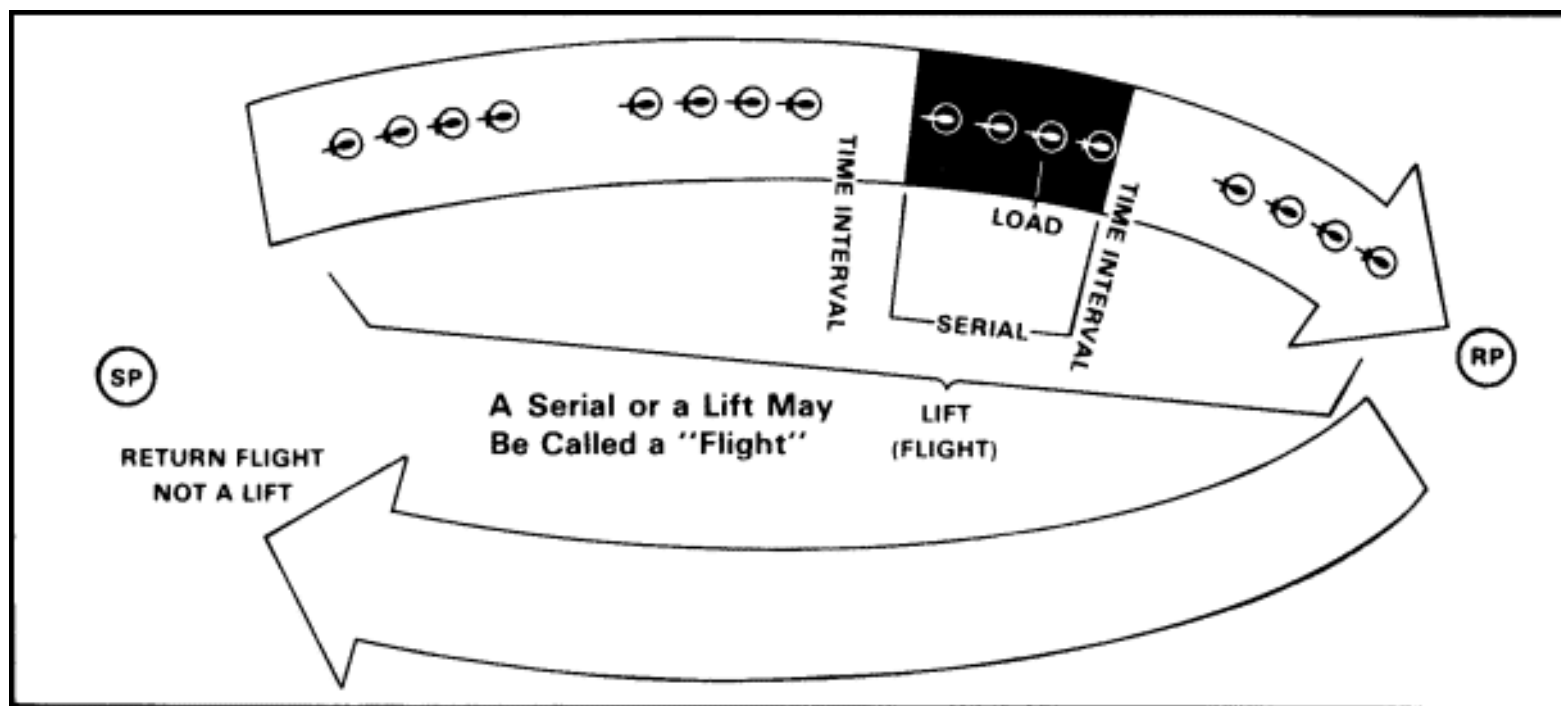 TIME INTERVAL
LOAD
TIME INTERVAL
SERIAL
SP
RP
A Serial or a Lift May
Be Called a "Flight"
LIFT
(FLIGHT)
RETURN FLIGHT
NOT A LIFT